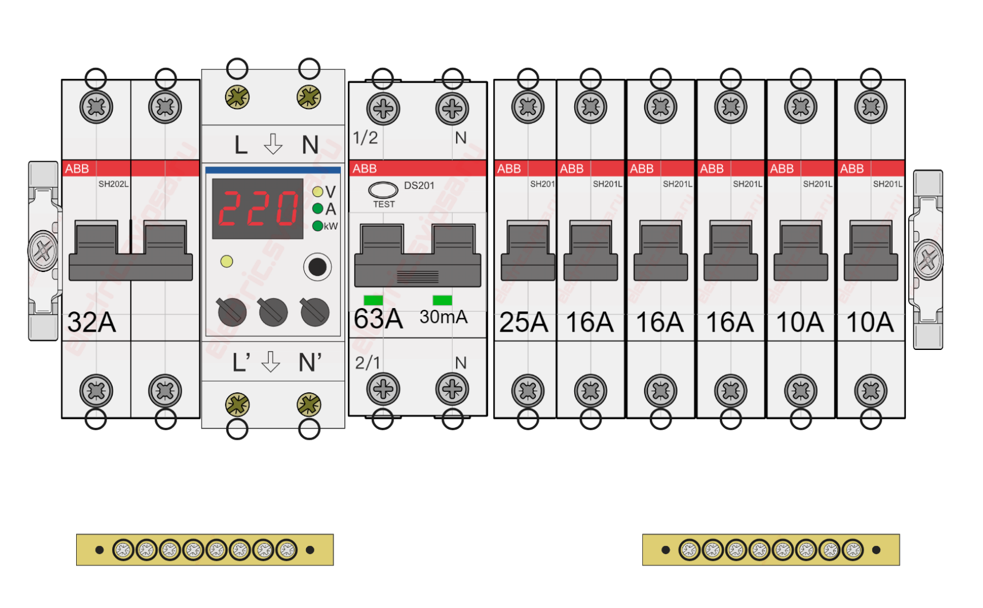 L N
1/2 N
ABB
SH202L
220
V
A
kW
ABB
DS201
TEST
ABB
SH201
ABB
SH201L
ABB
SH201L
ABB
SH201L
ABB
SH201L
ABB
SH201L
32A
63A 30mA
25A
16A
16A
16A
10A
10A
L' N'
2/1 N